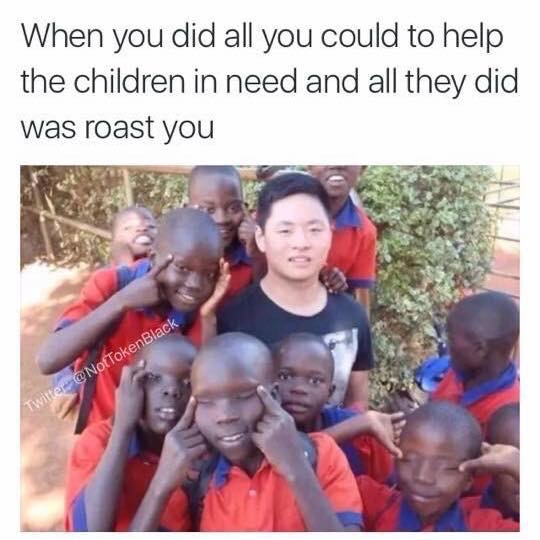 When you did all you could to help
the children in need and all they did
was roast you
Twitter: @NotTokenBlack